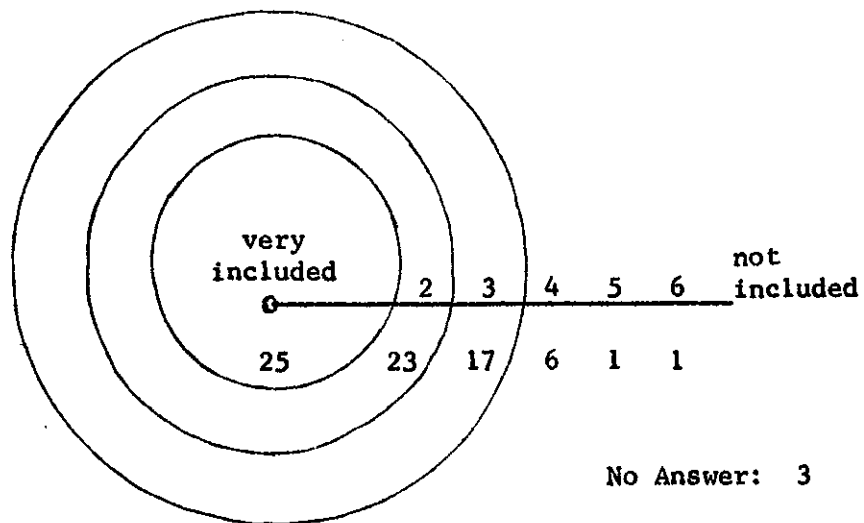 very
included
2 3 4 5 6
not
included
25 23 17 6 1 1
No Answer: 3